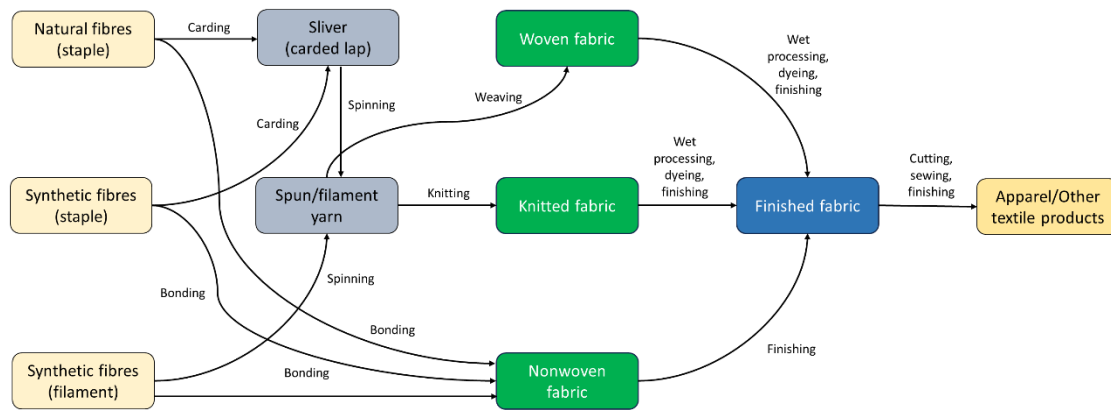 Natural fibres
(staple)
Carding
Sliver
(carded lap)
Woven fabric
Wet
processing,
dyeing,
finishing
Spinning
Weaving
Carding
Synthetic fibres
(staple)
Spun/filament
yarn
Knitting
Knitted fabric
Wet
processing,
dyeing,
finishing
Finished fabric
Cutting,
sewing,
finishing
Apparel/Other
textile products
Spinning
Bonding
Bonding
Finishing
Synthetic fibres
(filament)
Bonding
Nonwoven
fabric